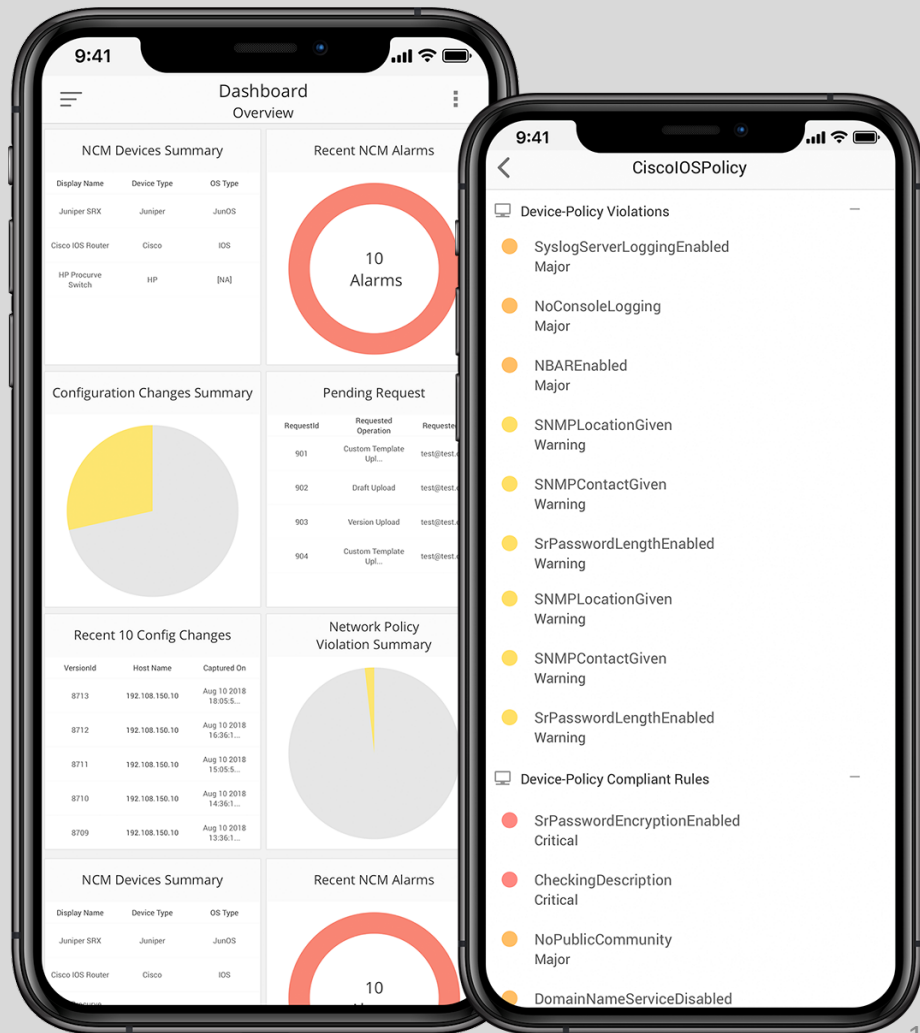 9:41
Dashboard
Overview
NCM Devices Summary
Display Name Device Type OS Type
Juniper SRX Juniper JunOS
Cisco IOS Router Cisco IOS
HP Procurve
Switch HP [NA]
Recent NCM Alarms
10
Alarms
Configuration Changes Summary
Pending Request
RequestId Requested
Operation Requeste
901 Custom Template
Upl... test@test.
902 Draft Upload test@test.
903 Version Upload test@test.
904 Custom Template
Upl... test@test.
Recent 10 Config Changes
VersionId Host Name Captured On
8713 192.108.150.10 Aug 10 2018
18:05:5...
8712 192.108.150.10 Aug 10 2018
16:36:1...
8711 192.108.150.10 Aug 10 2018
15:05:5...
8710 192.108.150.10 Aug 10 2018
14:36:1...
8709 192.108.150.10 Aug 10 2018
13:36:1...
Network Policy
Violation Summary
NCM Devices Summary
Display Name Device Type OS Type
Juniper SRX Juniper JunOS
Cisco IOS Router Cisco IOS
Recent NCM Alarms
10
9:41
CiscoIOSPolicy
Device-Policy Violations
SyslogServerLoggingEnabled
Major
NoConsoleLogging
Major
NBAREnabled
Major
SNMPLocationGiven
Warning
SNMPContactGiven
Warning
SrPasswordLengthEnabled
Warning
SNMPLocationGiven
Warning
SNMPContactGiven
Warning
SrPasswordLengthEnabled
Warning
Device-Policy Compliant Rules
SrPasswordEncryptionEnabled
Critical
CheckingDescription
Critical
NoPublicCommunity
Major
DomainNameServiceDisabled